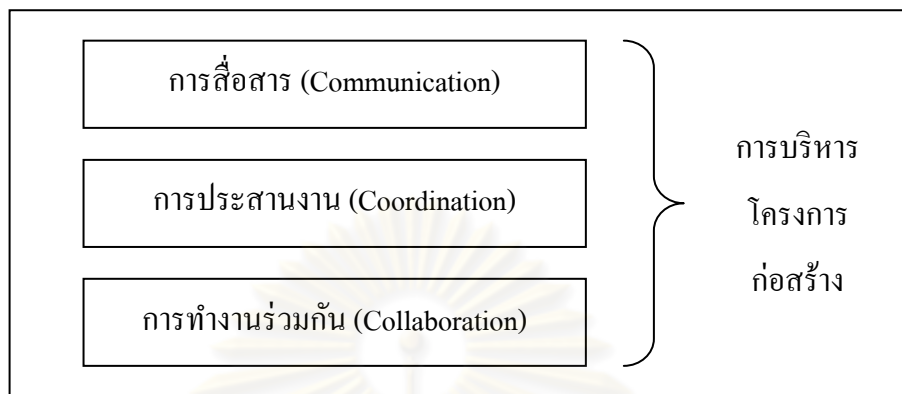 การสื่อสาร (Communication)
การประสานงาน (Coordination)
การทำงานร่วมกัน (Collaboration)
การบริหาร
โครงการ
ก่อสร้าง